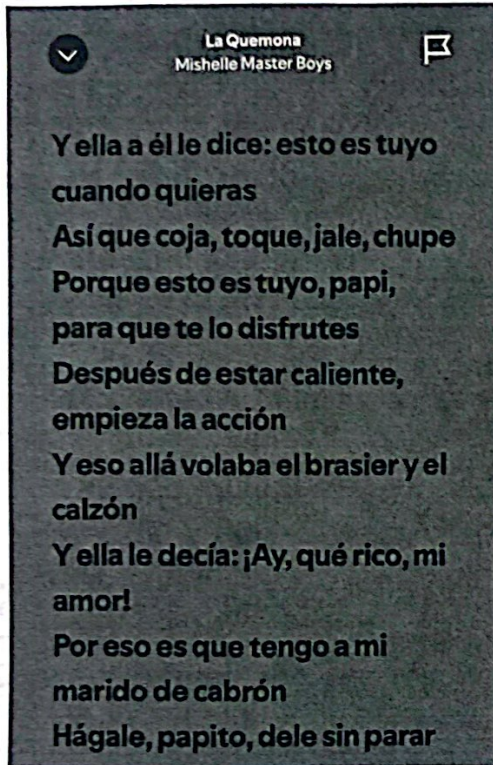 La Quemona
Mishelle Master Boys
Y ella a él le dice: esto es tuyo
cuando quieras
Así que coja, toque, jale, chupe
Porque esto es tuyo, papi,
para que te lo disfrutes
Después de estar caliente,
empieza la acción
Y eso allá volaba el brasier y el
calzón
Y ella le decía: ¡Ay, qué rico, mi
amor!
Por eso es que tengo a mi
marido de cabrón
Hágale, papito, dele sin parar